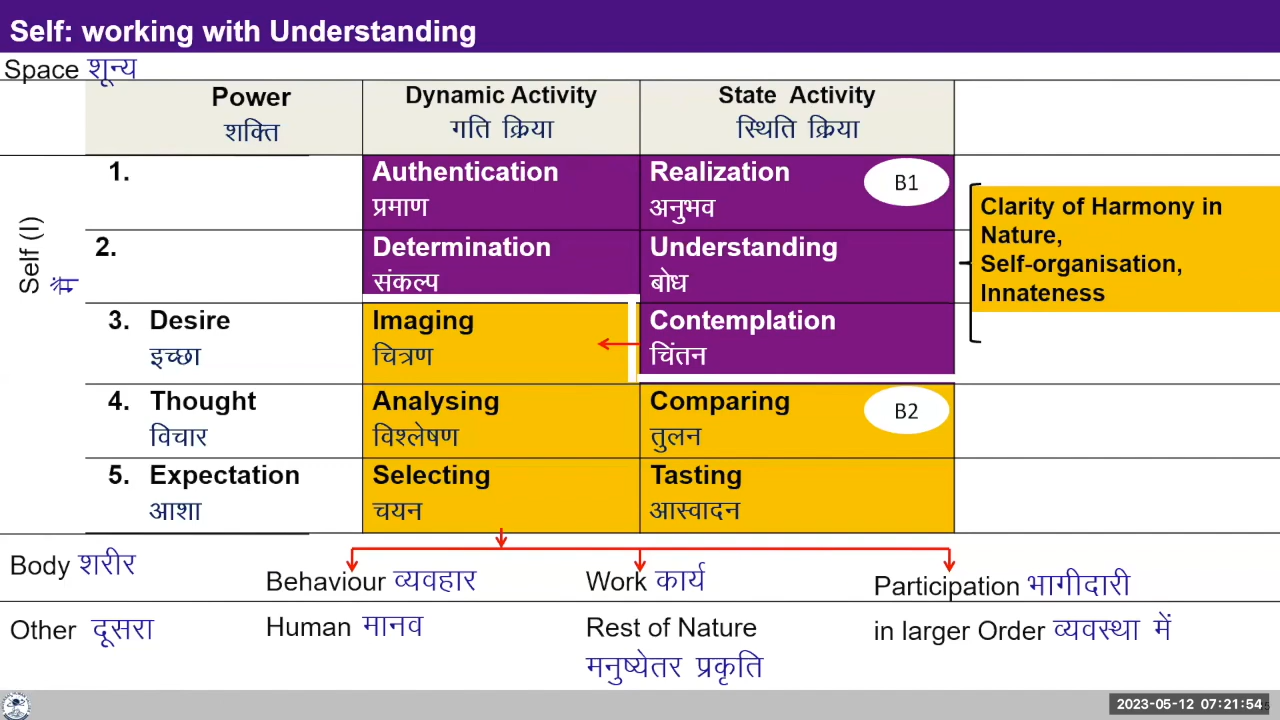 Self: working with Understanding
Space शून्य
Power
शक्ति
Dynamic Activity
गति क्रिया
State Activity
स्थिति क्रिया
Self (I)
मैं
1.
Authentication
प्रमाण
Realization
अनुभव
B1
2.
Determination
संकल्प
Understanding
बोध
Clarity of Harmony in
Nature,
Self-organisation,
Innateness
3. Desire
इच्छा
Imaging
चित्रण
Contemplation
चिंतन
4. Thought
विचार
Analysing
विश्लेषण
Comparing
तुलन
B2
5. Expectation
आशा
Selecting
चयन
Tasting
आस्वादन
Body शरीर
Behaviour व्यवहार
Work कार्य
Participation भागीदारी
Other दूसरा
Human मानव
Rest of Nature
मनुष्येतर प्रकृति
in larger Order व्यवस्था में
2023-05-12 07:21:54